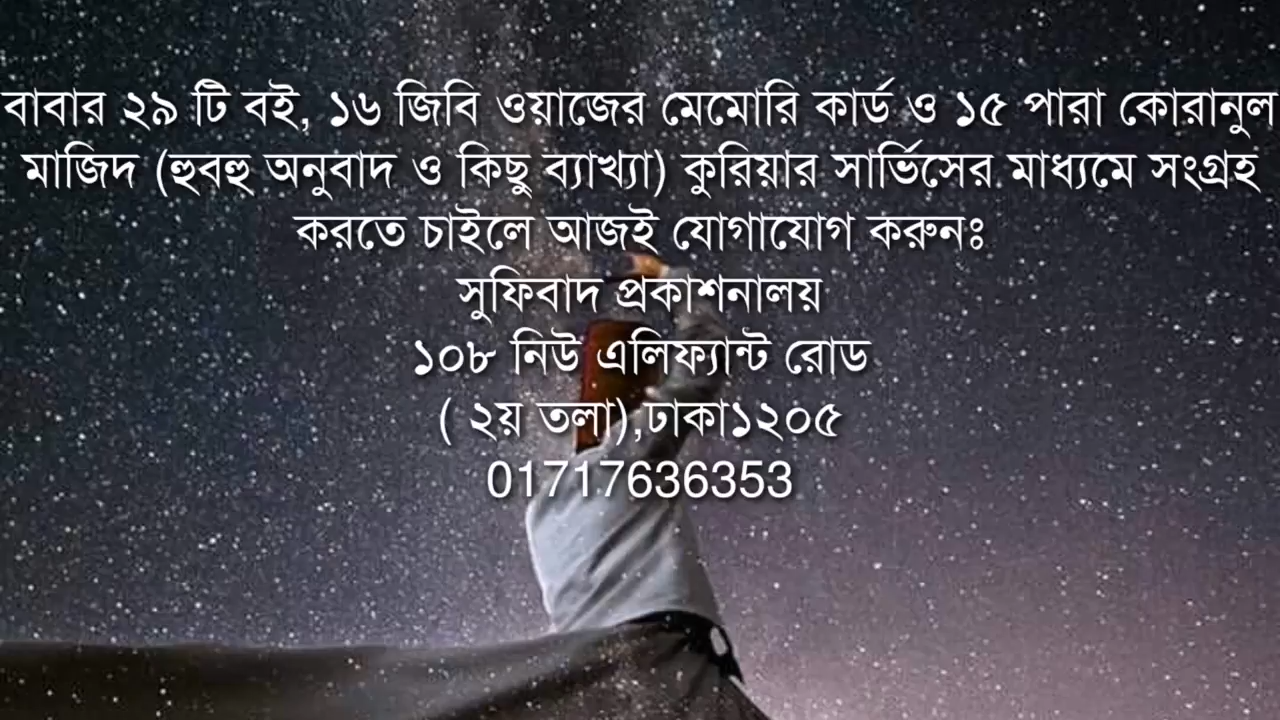 বাবার ২৯ টি বই, ১৬ জিবি ওয়াজের মেমোরি কার্ড ও ১৫ পারা কোরানুল
মাজিদ (হুবহু অনুবাদ ও কিছু ব্যাখ্যা) কুরিয়ার সার্ভিসের মাধ্যমে সংগ্রহ
করতে চাইলে আজই যোগাযোগ করুনঃ
সুফিবাদ প্রকাশনালয়
১০৮ নিউ এলিফ্যান্ট রোড
( ২য় তলা),ঢাকা১২০৫
01717636353